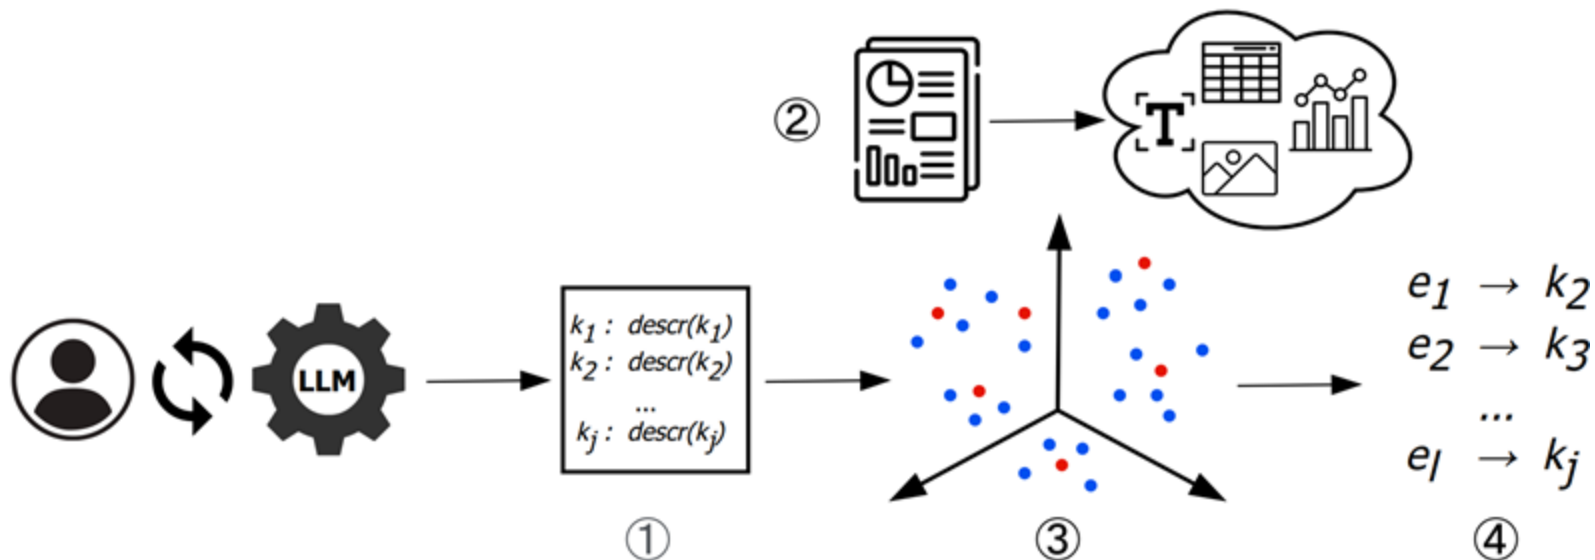 ②
T
LLM
k₁ : descr(k₁)
k₂ : descr(k₂)
...
kⱼ : descr(kⱼ)
e₁ → k₂
e₂ → k₃
...
eₗ → kⱼ
①
③
④